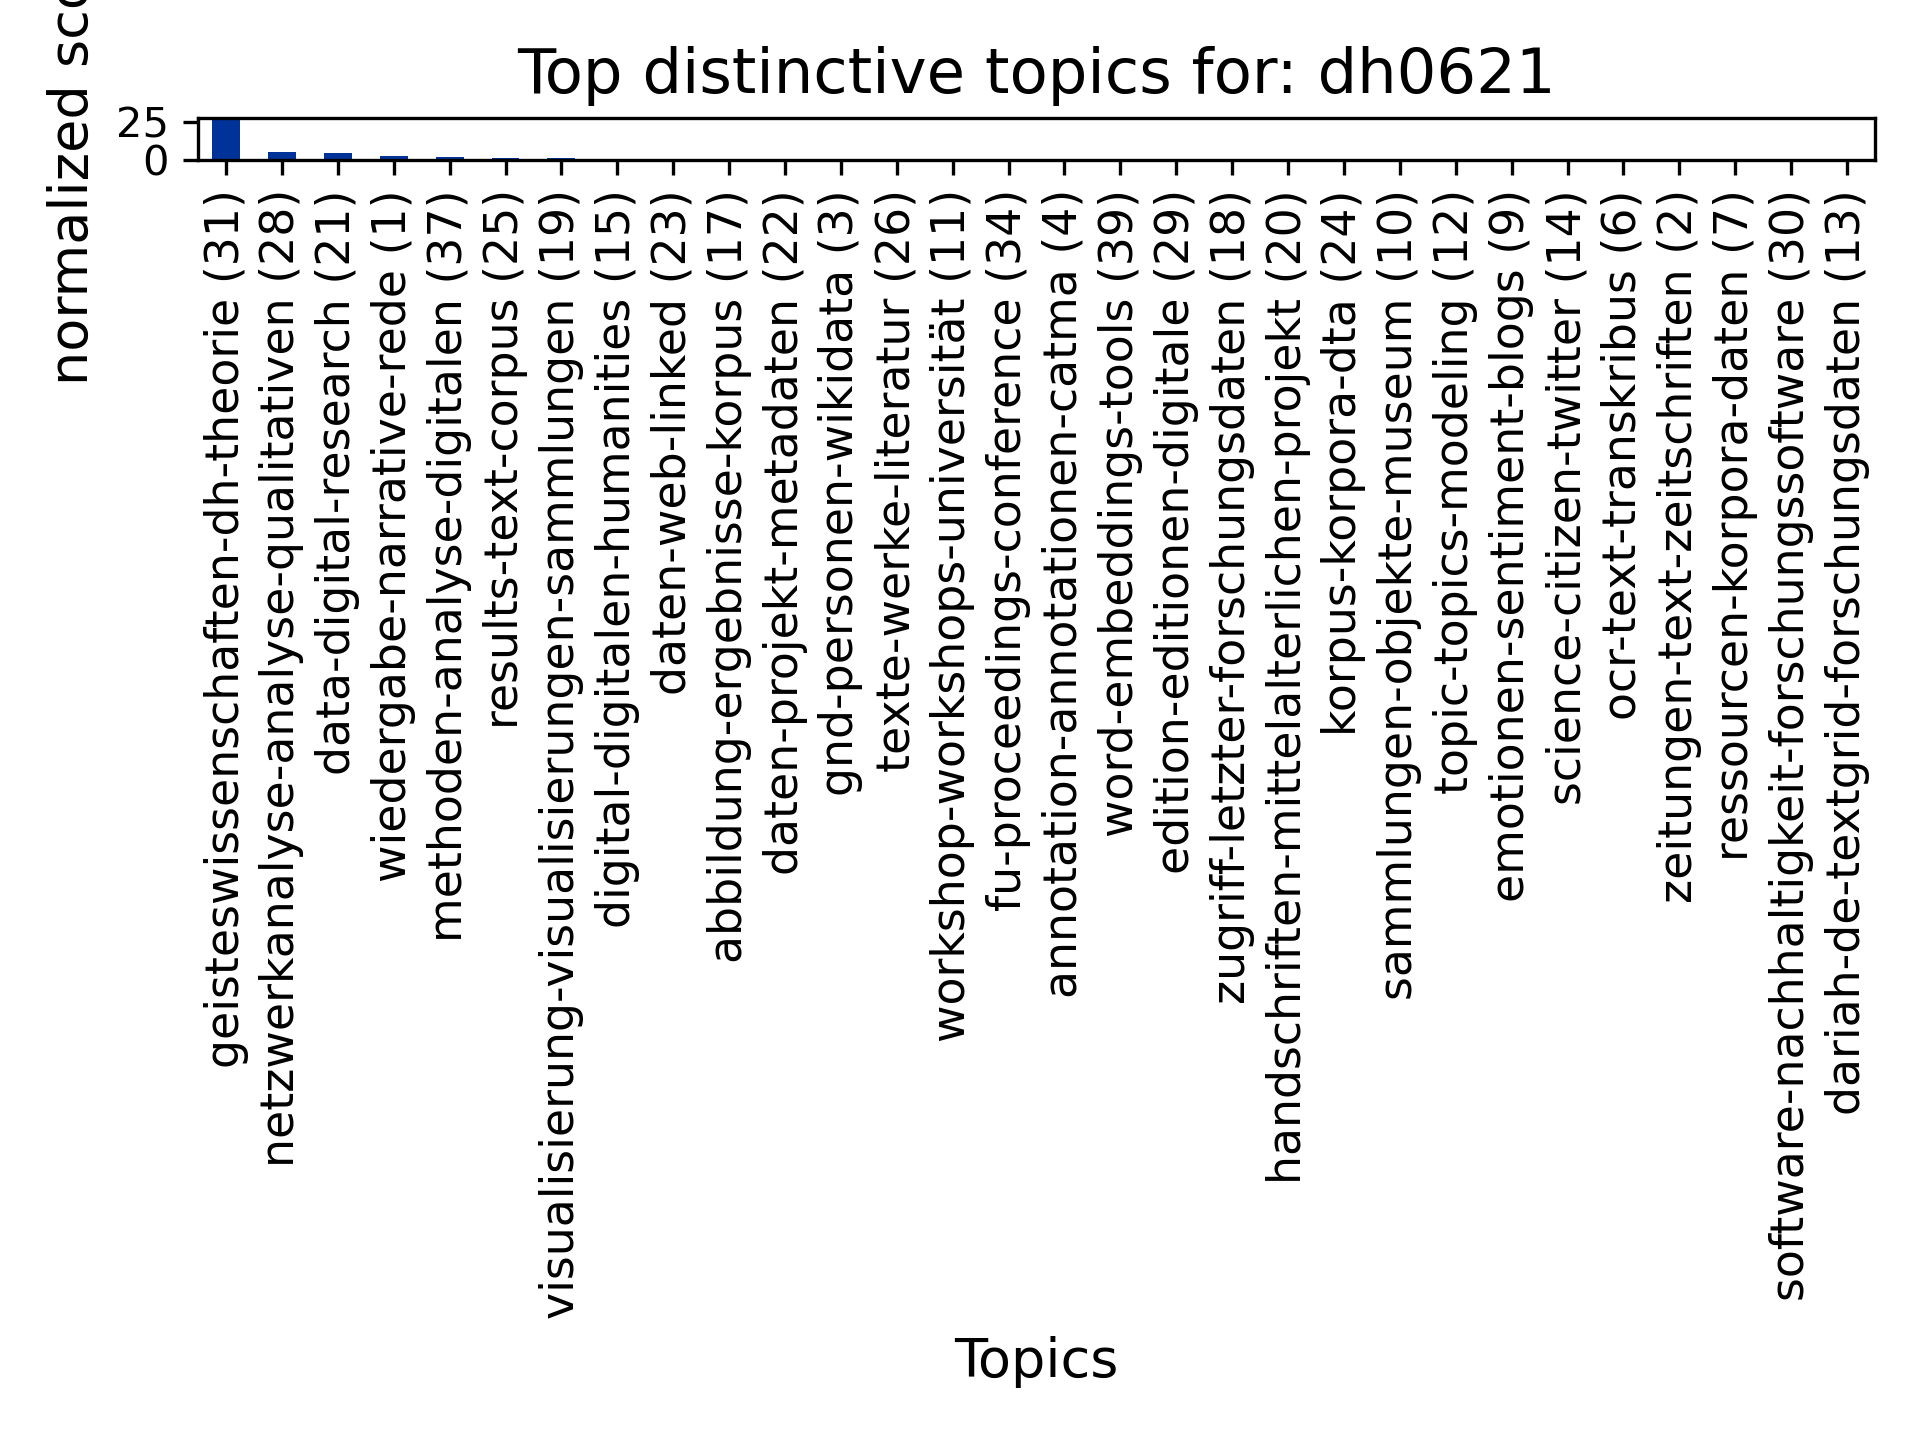 Top distinctive topics for: dh0621
normalized sco
25
0
geisteswissenschaften-dh-theorie (31)
netzwerkanalyse-analyse-qualitativen (28)
data-digital-research (21)
wiedergabe-narrative-rede (1)
methoden-analyse-digitalen (37)
results-text-corpus (25)
visualisierung-visualisierungen-sammlungen (19)
digital-digitalen-humanities (15)
daten-web-linked (23)
abbildung-ergebnisse-korpus (17)
daten-projekt-metadaten (22)
gnd-personen-wikidata (3)
texte-werke-literatur (26)
workshop-workshops-universität (11)
fu-proceedings-conference (34)
annotation-annotationen-catma (4)
word-embeddings-tools (39)
edition-editionen-digitale (29)
zugriff-letzter-forschungsdaten (18)
handschriften-mittelalterlichen-projekt (20)
korpus-korpora-dta (24)
sammlungen-objekte-museum (10)
topic-topics-modeling (12)
emotionen-sentiment-blogs (9)
science-citizen-twitter (14)
ocr-text-transkribus (6)
zeitungen-text-zeitschriften (2)
ressourcen-korpora-daten (7)
software-nachhaltigkeit-forschungssoftware (30)
dariah-de-textgrid-forschungsdaten (13)
Topics